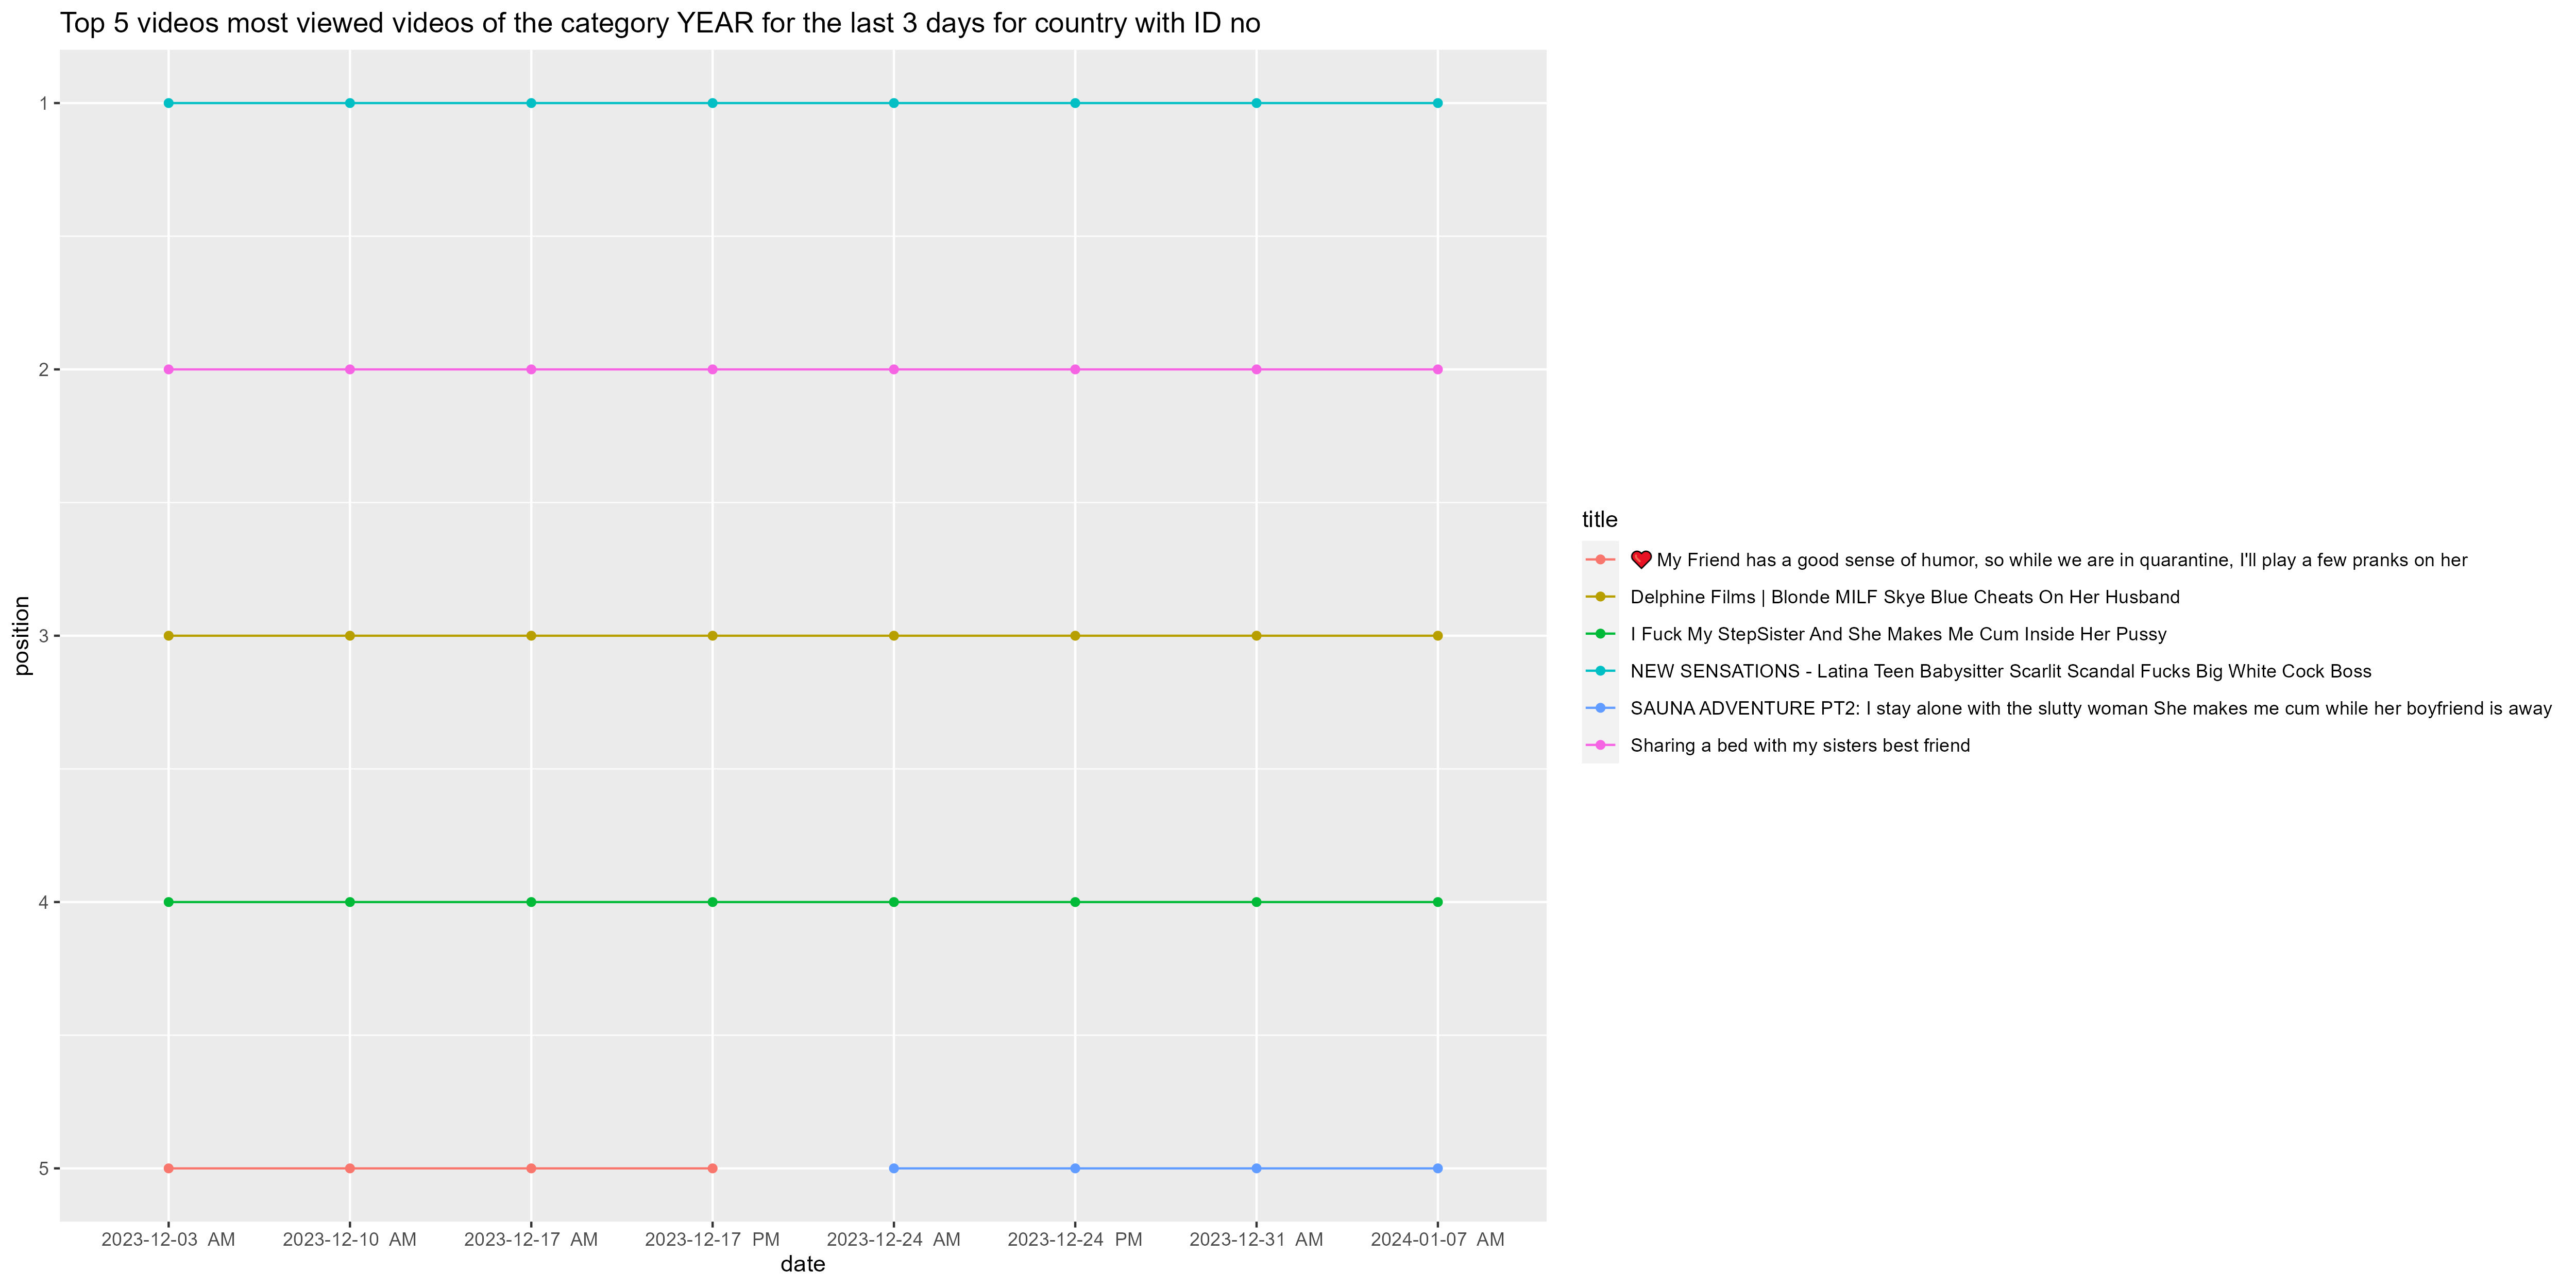 Top 5 videos most viewed videos of the category YEAR for the last 3 days for country with ID no
1
2
3
4
5
position
2023-12-03 AM
2023-12-10 AM
2023-12-17 AM
2023-12-17 PM
2023-12-24 AM
2023-12-24 PM
2023-12-31 AM
2024-01-07 AM
date
title
❤️ My Friend has a good sense of humor, so while we are in quarantine, I'll play a few pranks on her
Delphine Films | Blonde MILF Skye Blue Cheats On Her Husband
I Fuck My StepSister And She Makes Me Cum Inside Her Pussy
NEW SENSATIONS - Latina Teen Babysitter Scarlit Scandal Fucks Big White Cock Boss
SAUNA ADVENTURE PT2: I stay alone with the slutty woman She makes me cum while her boyfriend is away
Sharing a bed with my sisters best friend